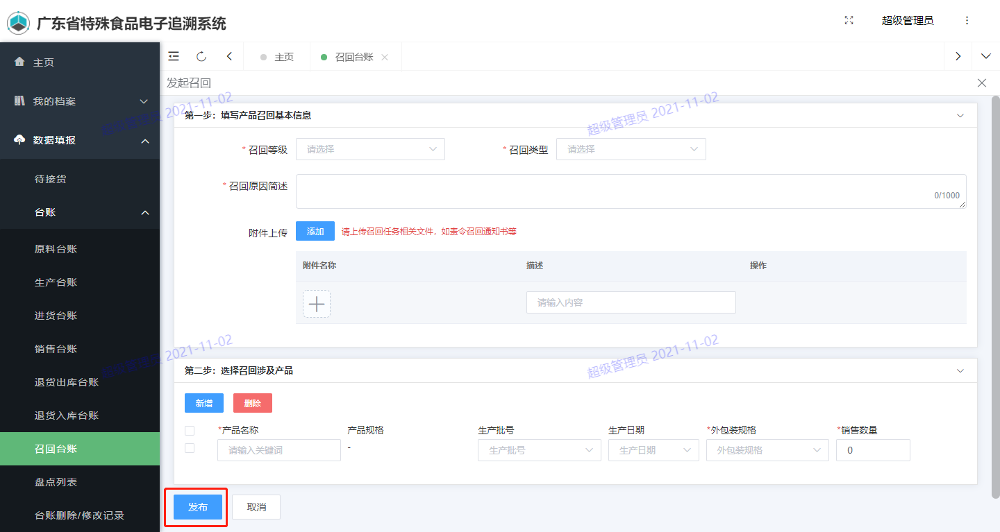 广东省特殊食品电子追溯系统
超级管理员
主页
我的档案
数据填报
待接货
台账
原料台账
生产台账
进货台账
销售台账
退货出库台账
退货入库台账
召回台账
盘点列表
台账删除/修改记录
主页
召回台账
发起召回
超级管理员 2021-11-02
超级管理员 2021-11-02
第一步：填写产品召回基本信息
*召回等级 请选择 *召回类型 请选择
*召回原因简述
0/1000
附件上传 添加 请上传召回任务相关文件，如责令召回通知书等
附件名称 描述 操作
请输入内容
超级管理员 2021-11-02
超级管理员 2021-11-02
第二步：选择召回涉及产品
新增 删除
*产品名称 产品规格 生产批号 生产日期 *外包装规格 *销售数量
请输入关键词 - 生产批号 生产日期 外包装规格 0
发布 取消